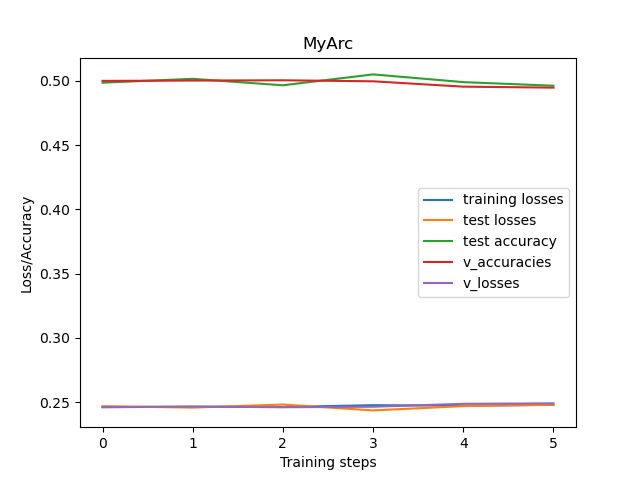 MyArc
Loss/Accuracy
0.50
0.45
0.40
0.35
0.30
0.25
training losses
test losses
test accuracy
v_accuracies
v_losses
0 1 2 3 4 5
Training steps